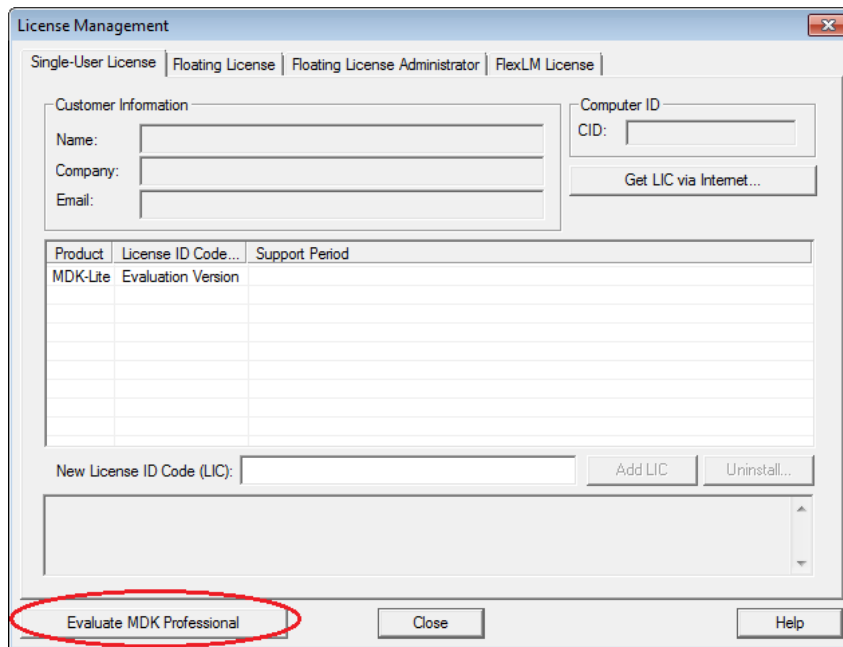 License Management
Single-User License Floating License Floating License Administrator FlexLM License
Customer Information
Name:
Company:
Email:
Computer ID
CID:
Get LIC via Internet...
Product License ID Code... Support Period
MDK-Lite Evaluation Version
New License ID Code (LIC): Add LIC Uninstall...
Evaluate MDK Professional Close Help